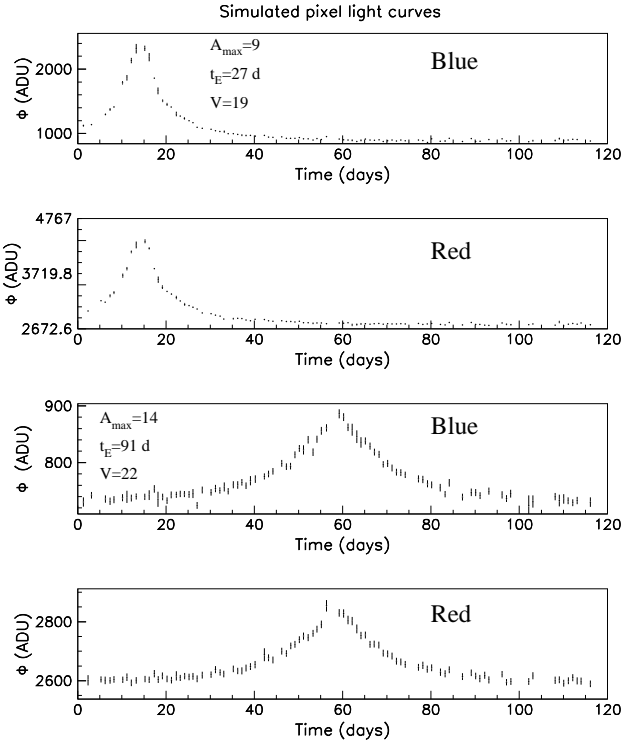 Simulated pixel light curves
Φ (ADU)
2000
1000
A_max=9
t_E=27 d
V=19
Blue
0 20 40 60 80 100 120
Time (days)
Φ (ADU)
4767
3719.8
2672.6
Red
0 20 40 60 80 100 120
Time (days)
Φ (ADU)
900
800
A_max=14
t_E=91 d
V=22
Blue
0 20 40 60 80 100 120
Time (days)
Φ (ADU)
2800
2600
Red
0 20 40 60 80 100 120
Time (days)